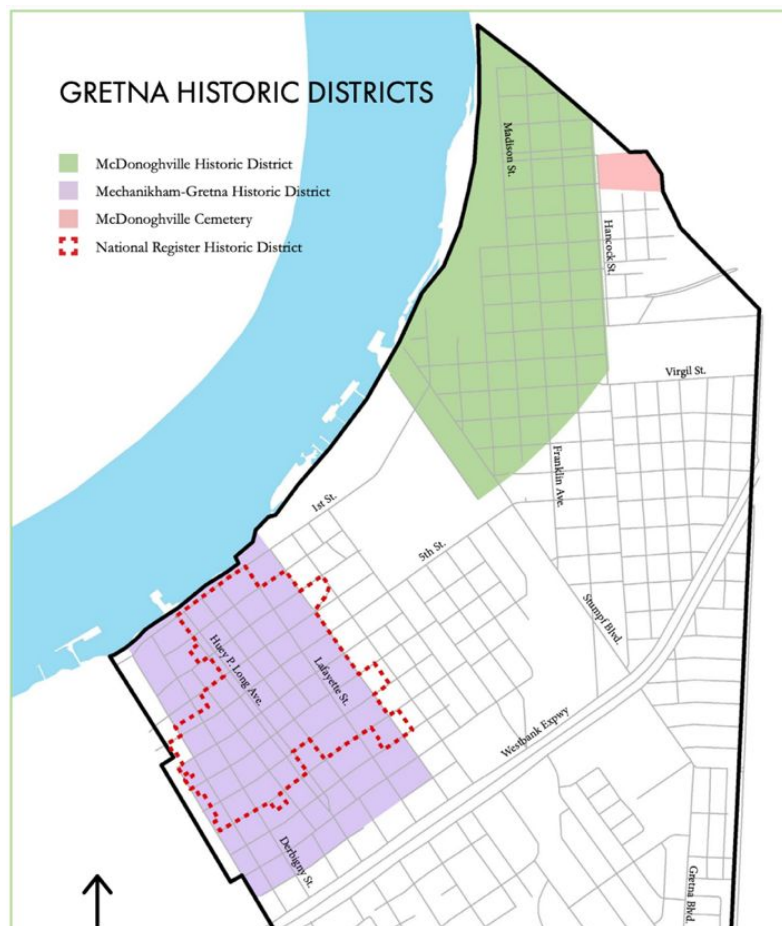 GRETNA HISTORIC DISTRICTS
McDonoghville Historic District
Mechanikham-Gretna Historic District
McDonoghville Cemetery
National Register Historic District
Madison St.
Hancock St.
Virgil St.
Franklin Ave.
1st St.
5th St.
Stumpf Blvd.
Huey P. Long Ave.
Lafayette St.
Westbank Expwy
Derbigny St.
Gretna Blvd.